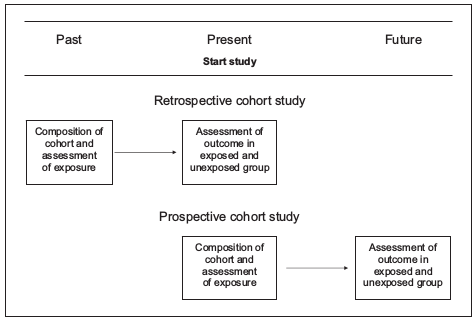 Past Present Future
Start study
Retrospective cohort study
Composition of
cohort and
assessment
of exposure
Assessment of
outcome in
exposed and
unexposed group
Prospective cohort study
Composition of
cohort and
assessment
of exposure
Assessment of
outcome in
exposed and
unexposed group